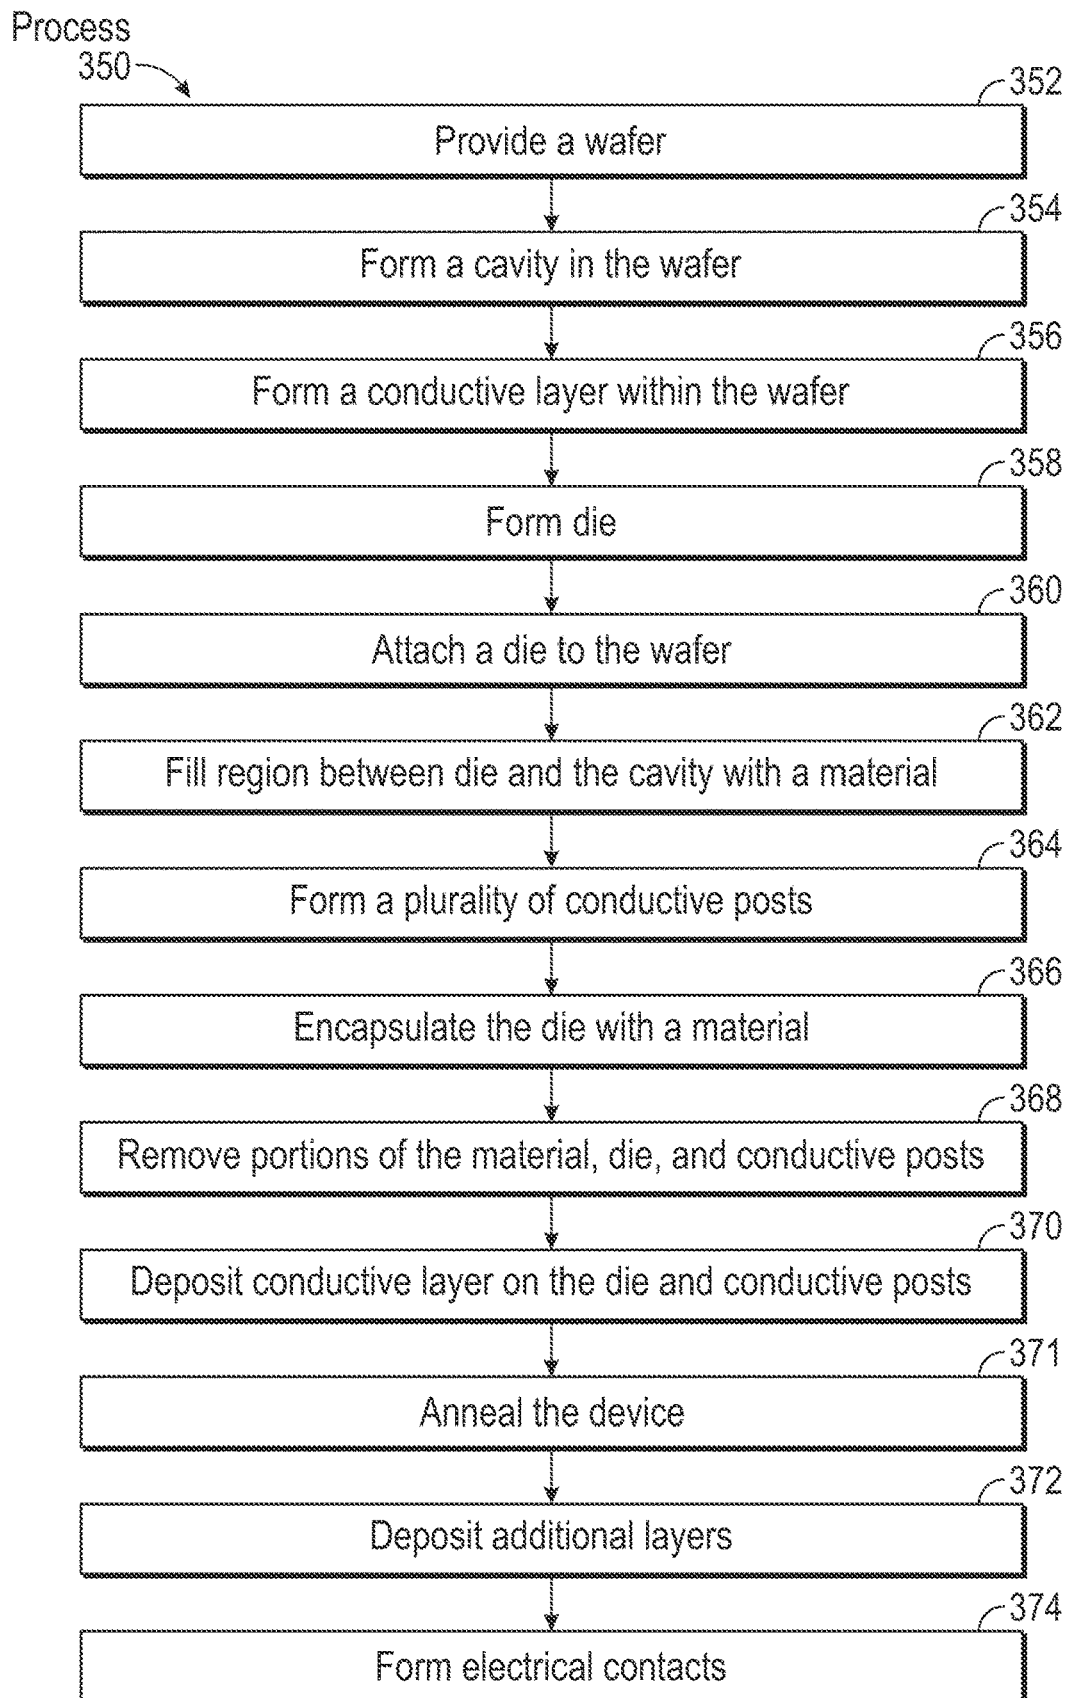 Process
350
352
Provide a wafer
354
Form a cavity in the wafer
356
Form a conductive layer within the wafer
358
Form die
360
Attach a die to the wafer
362
Fill region between die and the cavity with a material
364
Form a plurality of conductive posts
366
Encapsulate the die with a material
368
Remove portions of the material, die, and conductive posts
370
Deposit conductive layer on the die and conductive posts
371
Anneal the device
372
Deposit additional layers
374
Form electrical contacts